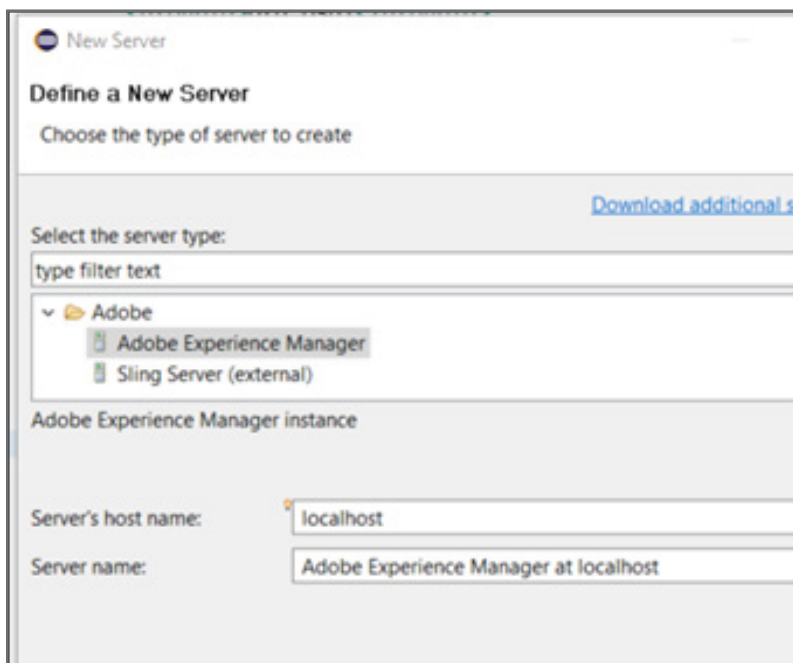 New Server
Define a New Server
Choose the type of server to create
Download additional s
Select the server type:
type filter text
Adobe
Adobe Experience Manager
Sling Server (external)
Adobe Experience Manager instance
Server's host name: localhost
Server name: Adobe Experience Manager at localhost